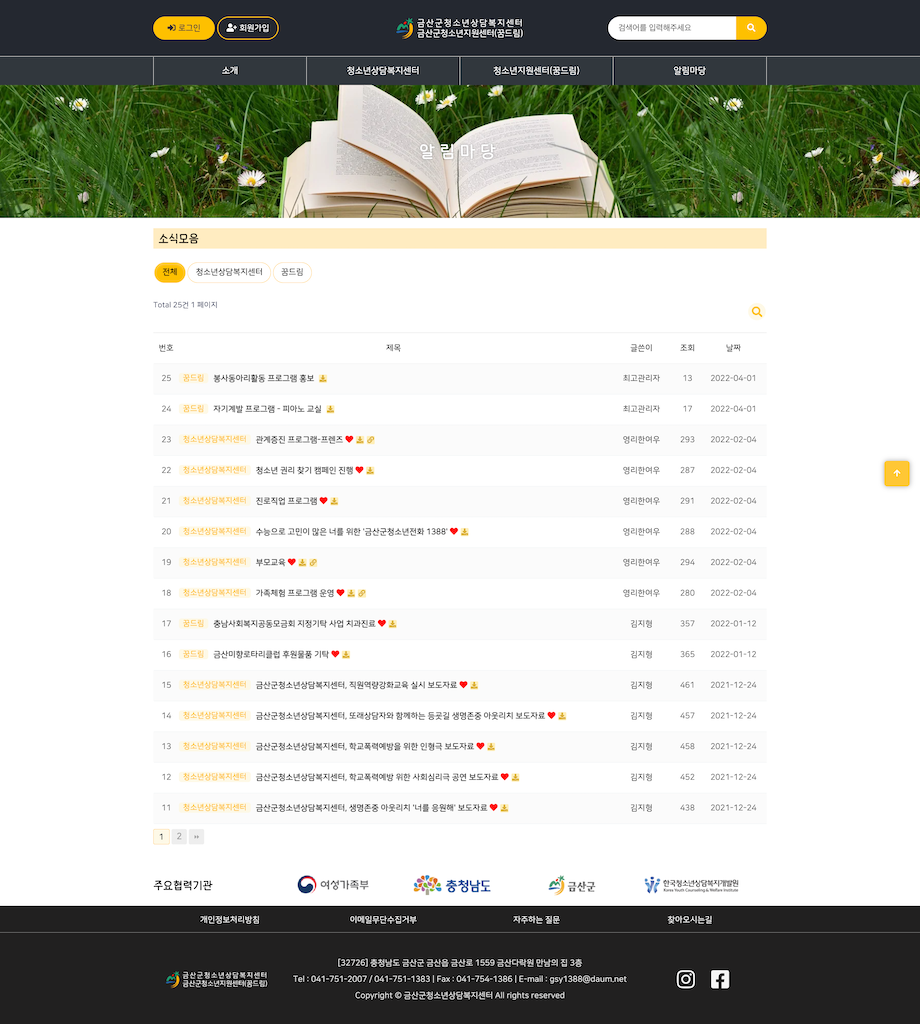 로그인 회원가입
금산군청소년상담복지센터
금산군청소년지원센터(꿈드림)
검색어를 입력해주세요
소개 청소년상담복지센터 청소년지원센터(꿈드림) 알림마당
알림마당
소식모음
전체 청소년상담복지센터 꿈드림
Total 25건 1 페이지
번호 제목 글쓴이 조회 날짜
25 꿈드림 봉사동아리활동 프로그램 홍보 최고관리자 13 2022-04-01
24 꿈드림 자기계발 프로그램 - 피아노 교실 최고관리자 17 2022-04-01
23 청소년상담복지센터 관계증진 프로그램-프렌즈 영리한여우 293 2022-02-04
22 청소년상담복지센터 청소년 권리 찾기 캠페인 진행 영리한여우 287 2022-02-04
21 청소년상담복지센터 진로직업 프로그램 영리한여우 291 2022-02-04
20 청소년상담복지센터 수능으로 고민이 많은 너를 위한 '금산군청소년전화 1388' 영리한여우 288 2022-02-04
19 청소년상담복지센터 부모교육 영리한여우 294 2022-02-04
18 청소년상담복지센터 가족체험 프로그램 운영 영리한여우 280 2022-02-04
17 꿈드림 충남사회복지공동모금회 지정기탁 사업 치과진료 김지형 357 2022-01-12
16 꿈드림 금산미향로타리클럽 후원물품 기탁 김지형 365 2022-01-12
15 청소년상담복지센터 금산군청소년상담복지센터, 직원역량강화교육 실시 보도자료 김지형 461 2021-12-24
14 청소년상담복지센터 금산군청소년상담복지센터, 또래상담자와 함께하는 등굣길 생명존중 아웃리치 보도자료 김지형 457 2021-12-24
13 청소년상담복지센터 금산군청소년상담복지센터, 학교폭력예방을 위한 인형극 보도자료 김지형 458 2021-12-24
12 청소년상담복지센터 금산군청소년상담복지센터, 학교폭력예방 위한 사회심리극 공연 보도자료 김지형 452 2021-12-24
11 청소년상담복지센터 금산군청소년상담복지센터, 생명존중 아웃리치 '너를 응원해' 보도자료 김지형 438 2021-12-24
1 2 »
주요협력기관 여성가족부 충청남도 금산군 한국청소년상담복지개발원
Korea Youth Counseling & Welfare Institute
개인정보처리방침 이메일무단수집거부 자주하는 질문 찾아오시는길
금산군청소년상담복지센터
금산군청소년지원센터(꿈드림)
[32726] 충청남도 금산군 금산읍 금산로 1559 금산다락원 만남의 집 3층
Tel : 041-751-2007 / 041-751-1383 | Fax : 041-754-1386 | E-mail : gsy1388@daum.net
Copyright © 금산군청소년상담복지센터 All rights reserved